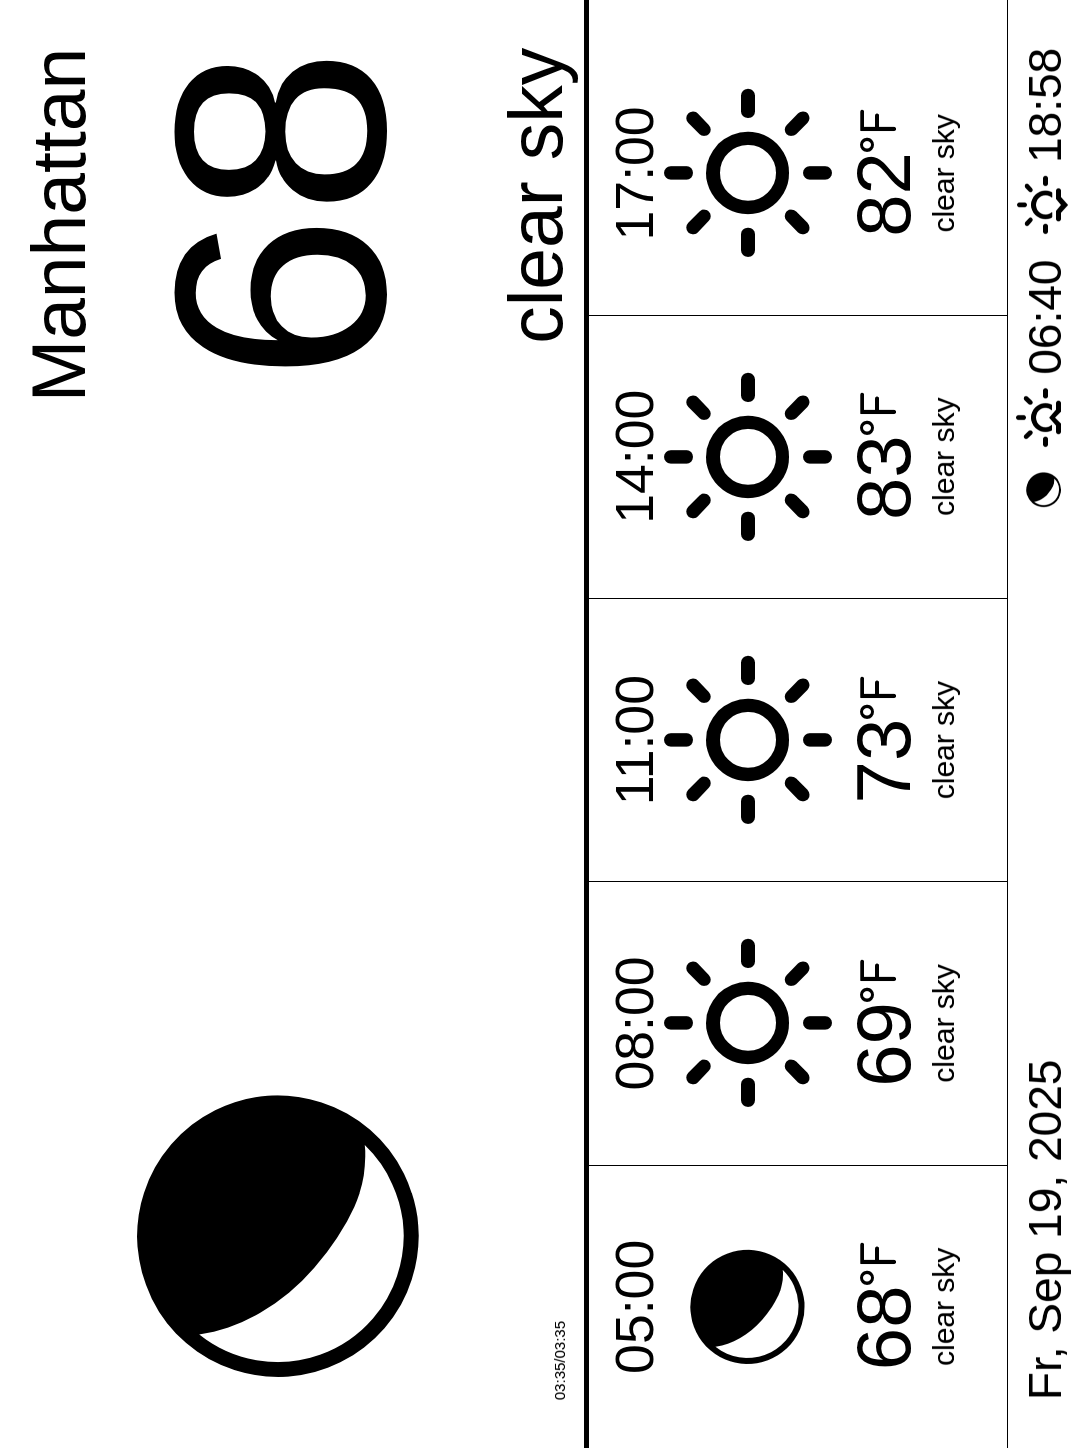 Manhattan
68
03:35/03:35
clear sky
05:00 08:00 11:00 14:00 17:00
68°F 69°F 73°F 83°F 82°F
clear sky clear sky clear sky clear sky clear sky
Fr, Sep 19, 2025 06:40 18:58